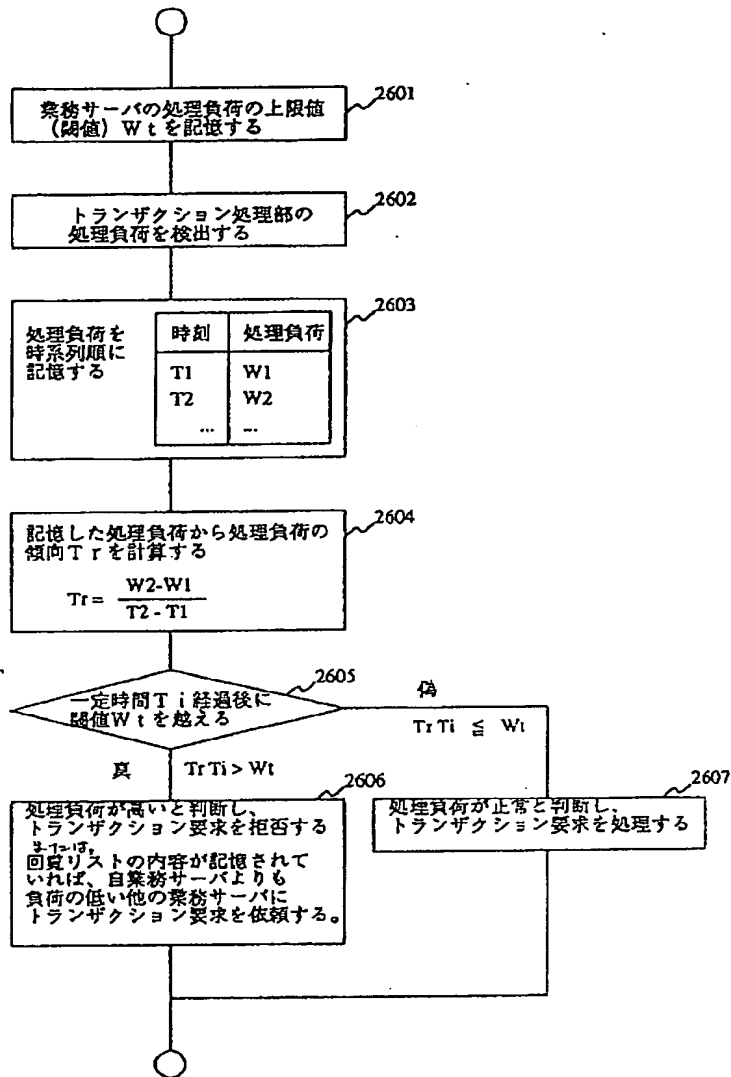 2601
業務サーバの処理負荷の上限値
(閾値) Wtを記憶する
2602
トランザクション処理部の
処理負荷を検出する
2603
処理負荷を
時系列順に
記憶する
時刻 処理負荷
T1 W1
T2 W2
... ...
2604
記憶した処理負荷から処理負荷の
傾向Trを計算する
Tr= W2-W1
T2 - T1
2605
一定時間Ti経過後に
閾値Wtを越える
偽
Tr Ti ≦ Wt
真 Tr Ti > Wt
2606
処理負荷が高いと判断し、
トランザクション要求を拒否する
または。
回覧リストの内容が記憶されて
いれば、自業務サーバよりも
負荷の低い他の業務サーバに
トランザクション要求を依頼する。
2607
処理負荷が正常と判断し、
トランザクション要求を処理する